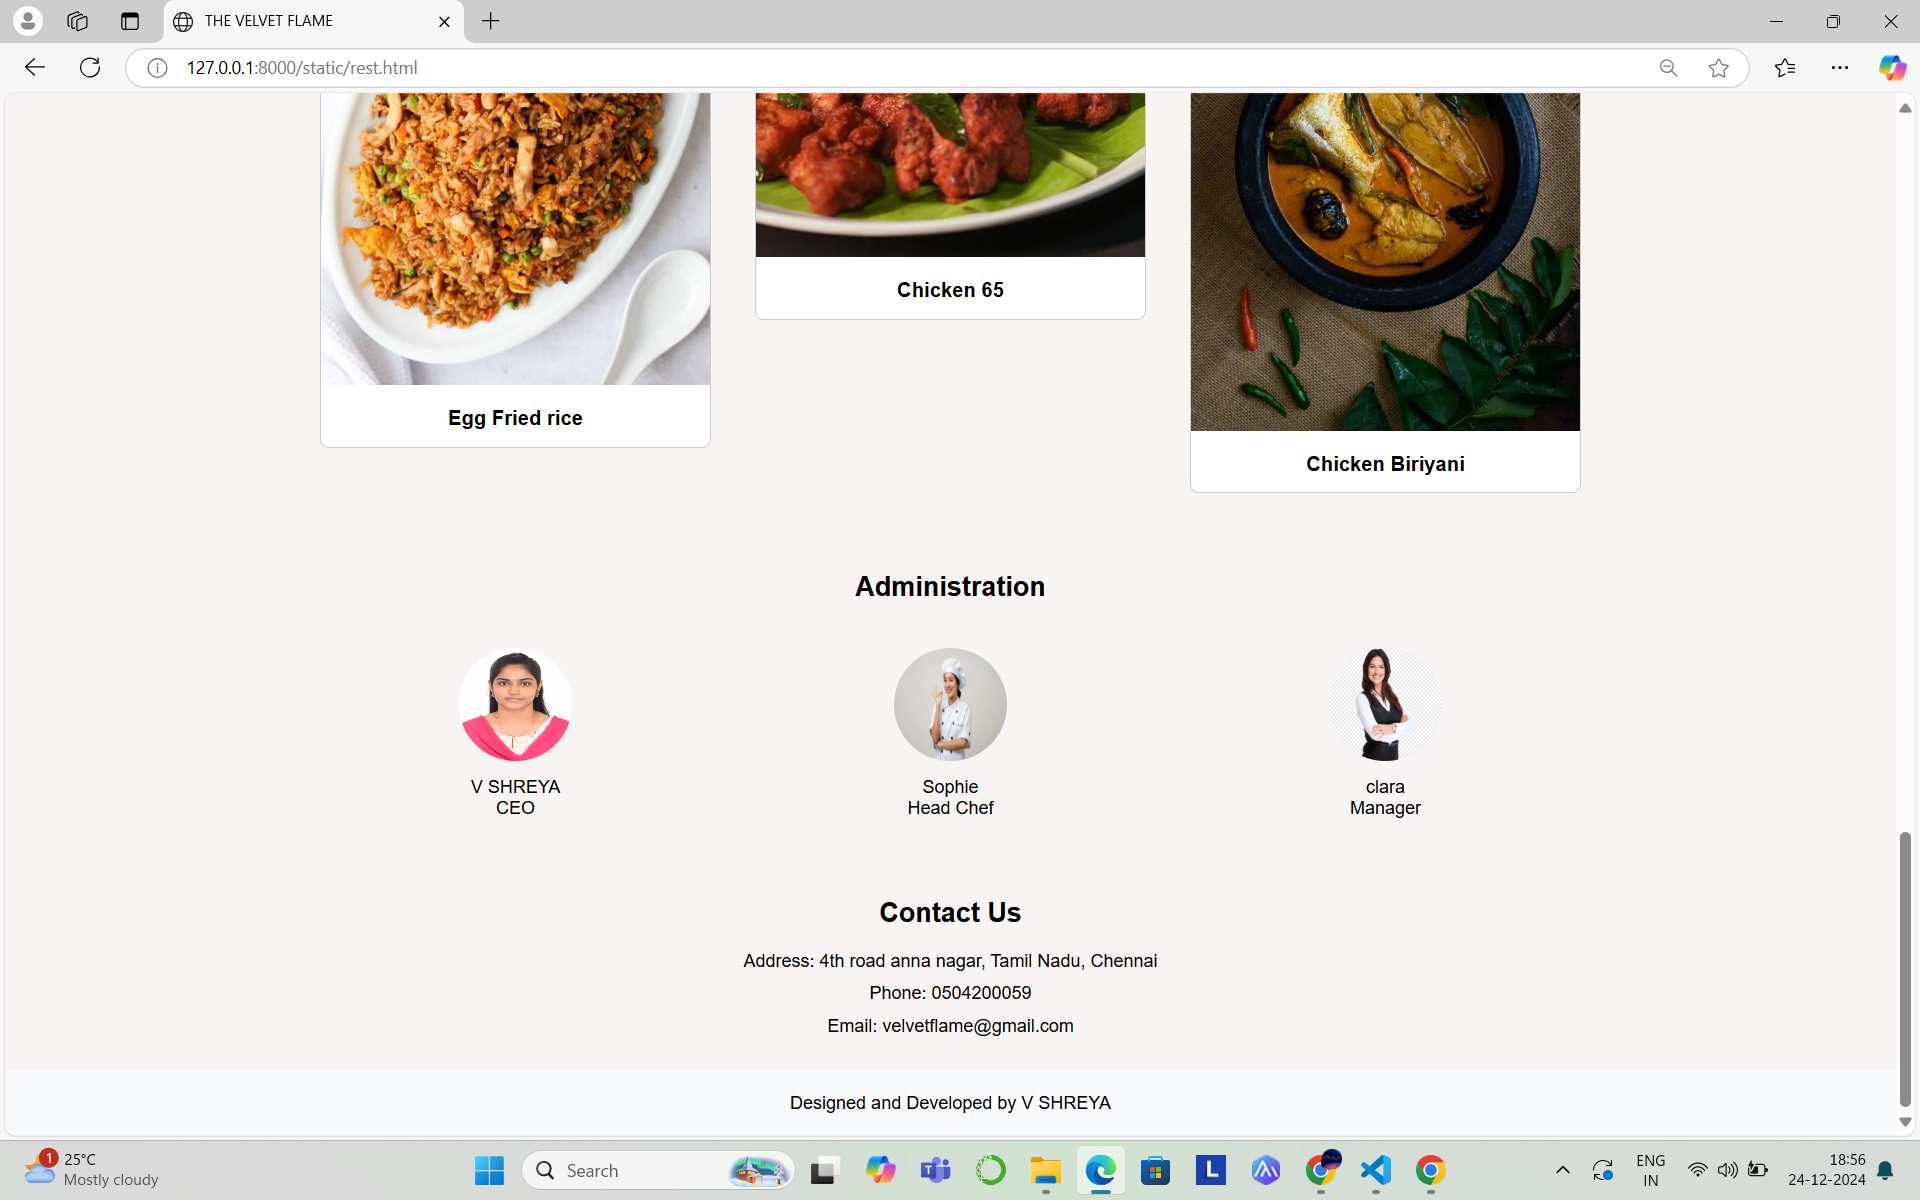 THE VELVET FLAME
127.0.0.1:8000/static/rest.html
Chicken 65
Egg Fried rice
Chicken Biriyani
Administration
V SHREYA
CEO
Sophie
Head Chef
clara
Manager
Contact Us
Address: 4th road anna nagar, Tamil Nadu, Chennai
Phone: 0504200059
Email: velvetflame@gmail.com
Designed and Developed by V SHREYA
1
25°C
Mostly cloudy
Search
L
ENG
IN
18:56
24-12-2024